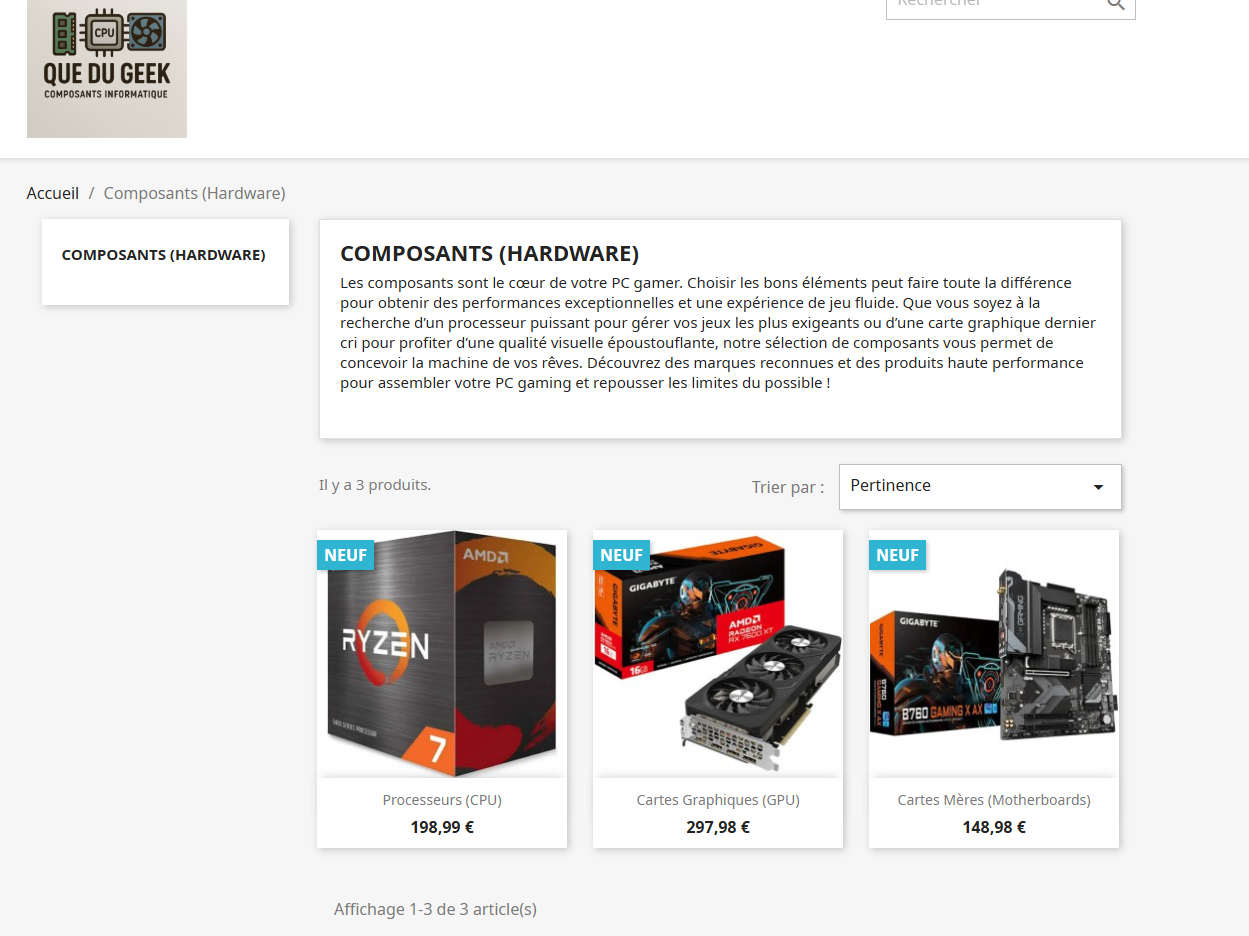 Rechercher
CPU
QUE DU GEEK
COMPOSANTS INFORMATIQUE
Accueil / Composants (Hardware)
COMPOSANTS (HARDWARE)
COMPOSANTS (HARDWARE)
Les composants sont le cœur de votre PC gamer. Choisir les bons éléments peut faire toute la différence
pour obtenir des performances exceptionnelles et une expérience de jeu fluide. Que vous soyez à la
recherche d’un processeur puissant pour gérer vos jeux les plus exigeants ou d’une carte graphique dernier
cri pour profiter d’une qualité visuelle époustouflante, notre sélection de composants vous permet de
concevoir la machine de vos rêves. Découvrez des marques reconnues et des produits haute performance
pour assembler votre PC gaming et repousser les limites du possible !
Il y a 3 produits.
Trier par :
Pertinence
NEUF
AMD
RYZEN
AMD
RYZEN
7
Processeurs (CPU)
198,99 €
NEUF
GIGABYTE
GIGABYTE
GIGABYTE
AMD
RADEON
RX 7600 XT
16GB
Cartes Graphiques (GPU)
297,98 €
NEUF
GIGABYTE
GIGABYTE
B760
GAMING X AX
B760 GAMING X AX
GAMING
Cartes Mères (Motherboards)
148,98 €
Affichage 1-3 de 3 article(s)